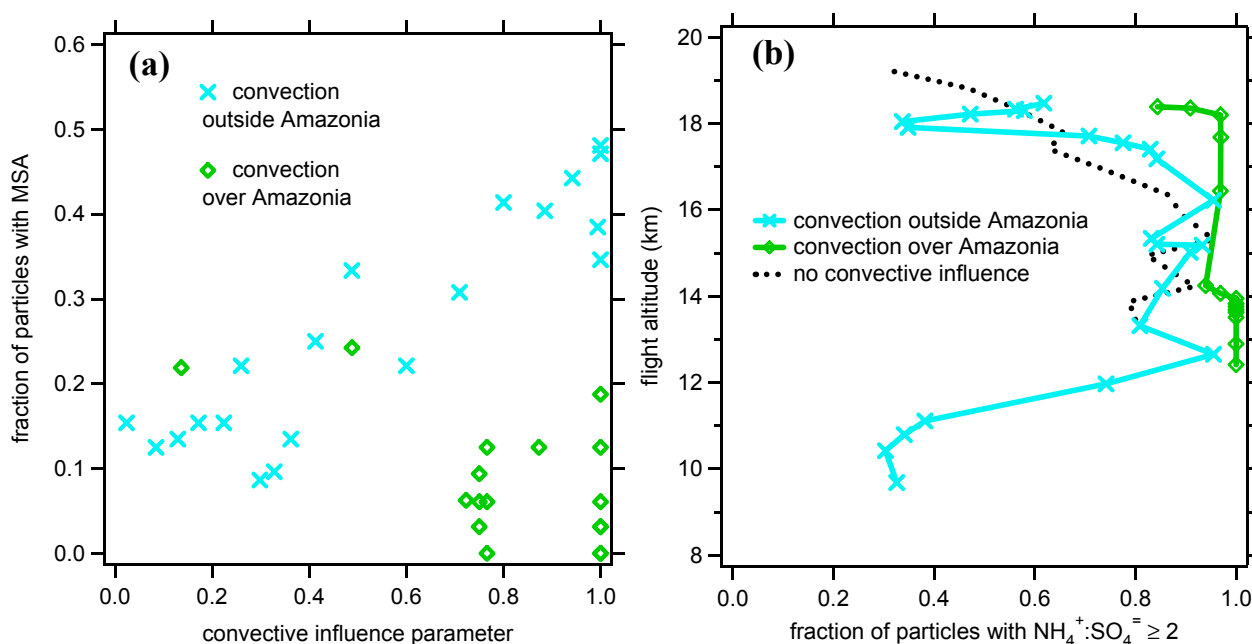 (a)
convection
outside Amazonia
convection
over Amazonia
fraction of particles with MSA
0.6
0.5
0.4
0.3
0.2
0.1
0.0
0.0 0.2 0.4 0.6 0.8 1.0
convective influence parameter
(b)
convection outside Amazonia
convection over Amazonia
no convective influence
flight altitude (km)
20
18
16
14
12
10
8
0.0 0.2 0.4 0.6 0.8 1.0
fraction of particles with NH₄⁺:SO₄⁼ ≥ 2